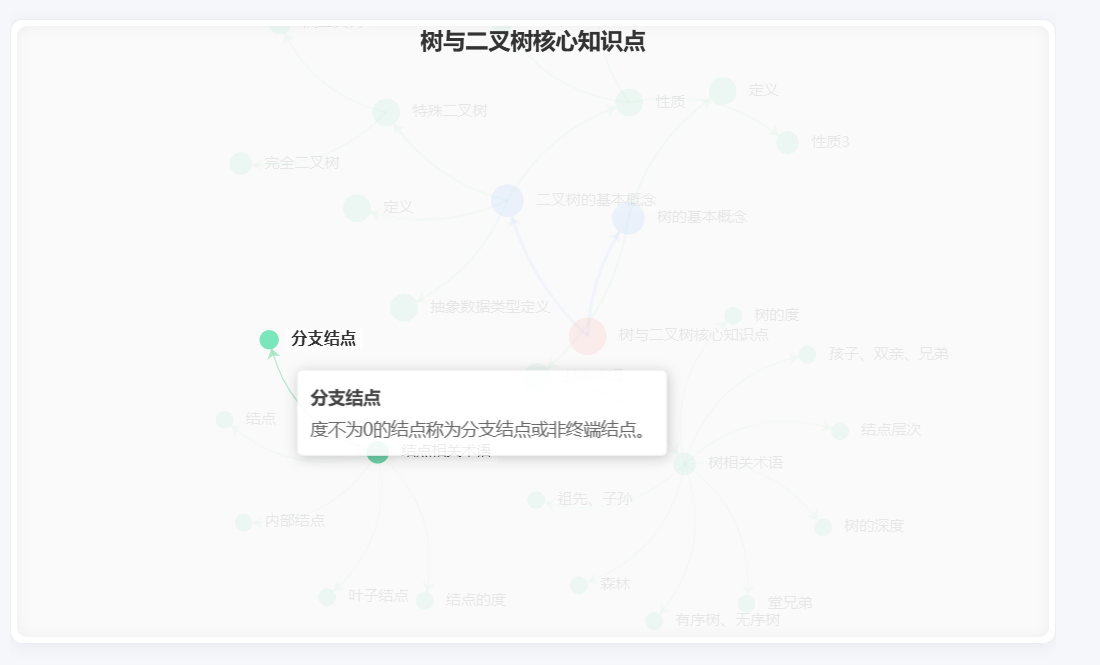 树与二叉树核心知识点
性质
定义
特殊二叉树
性质3
完全二叉树
定义
二叉树的基本概念
树的基本概念
抽象数据类型定义
树的度
树与二叉树核心知识点
分支结点
孩子、双亲、兄弟
分支结点
度不为0的结点称为分支结点或非终端结点。
结点
结点层次
结点相关术语
树相关术语
祖先、子孙
内部结点
树的深度
森林
叶子结点
结点的度
堂兄弟
有序树、无序树